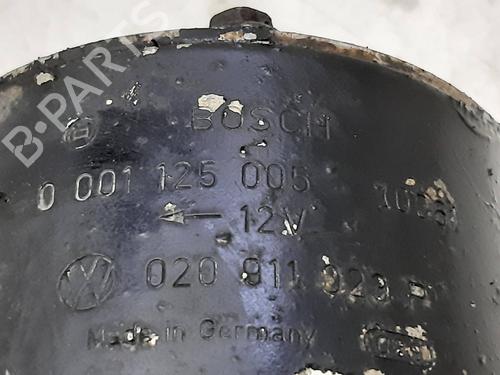 B-PARTS
BOSCH
0 001 125 005
12V
020 911 023 P
Made in Germany